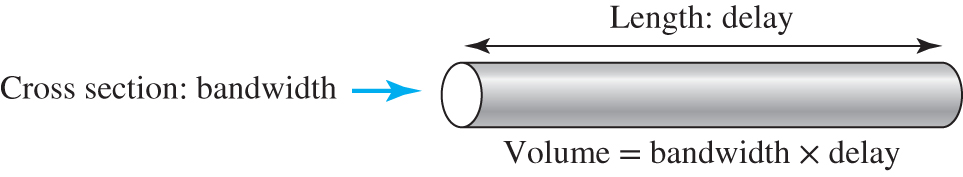 Length: delay
Cross section: bandwidth
Volume = bandwidth × delay